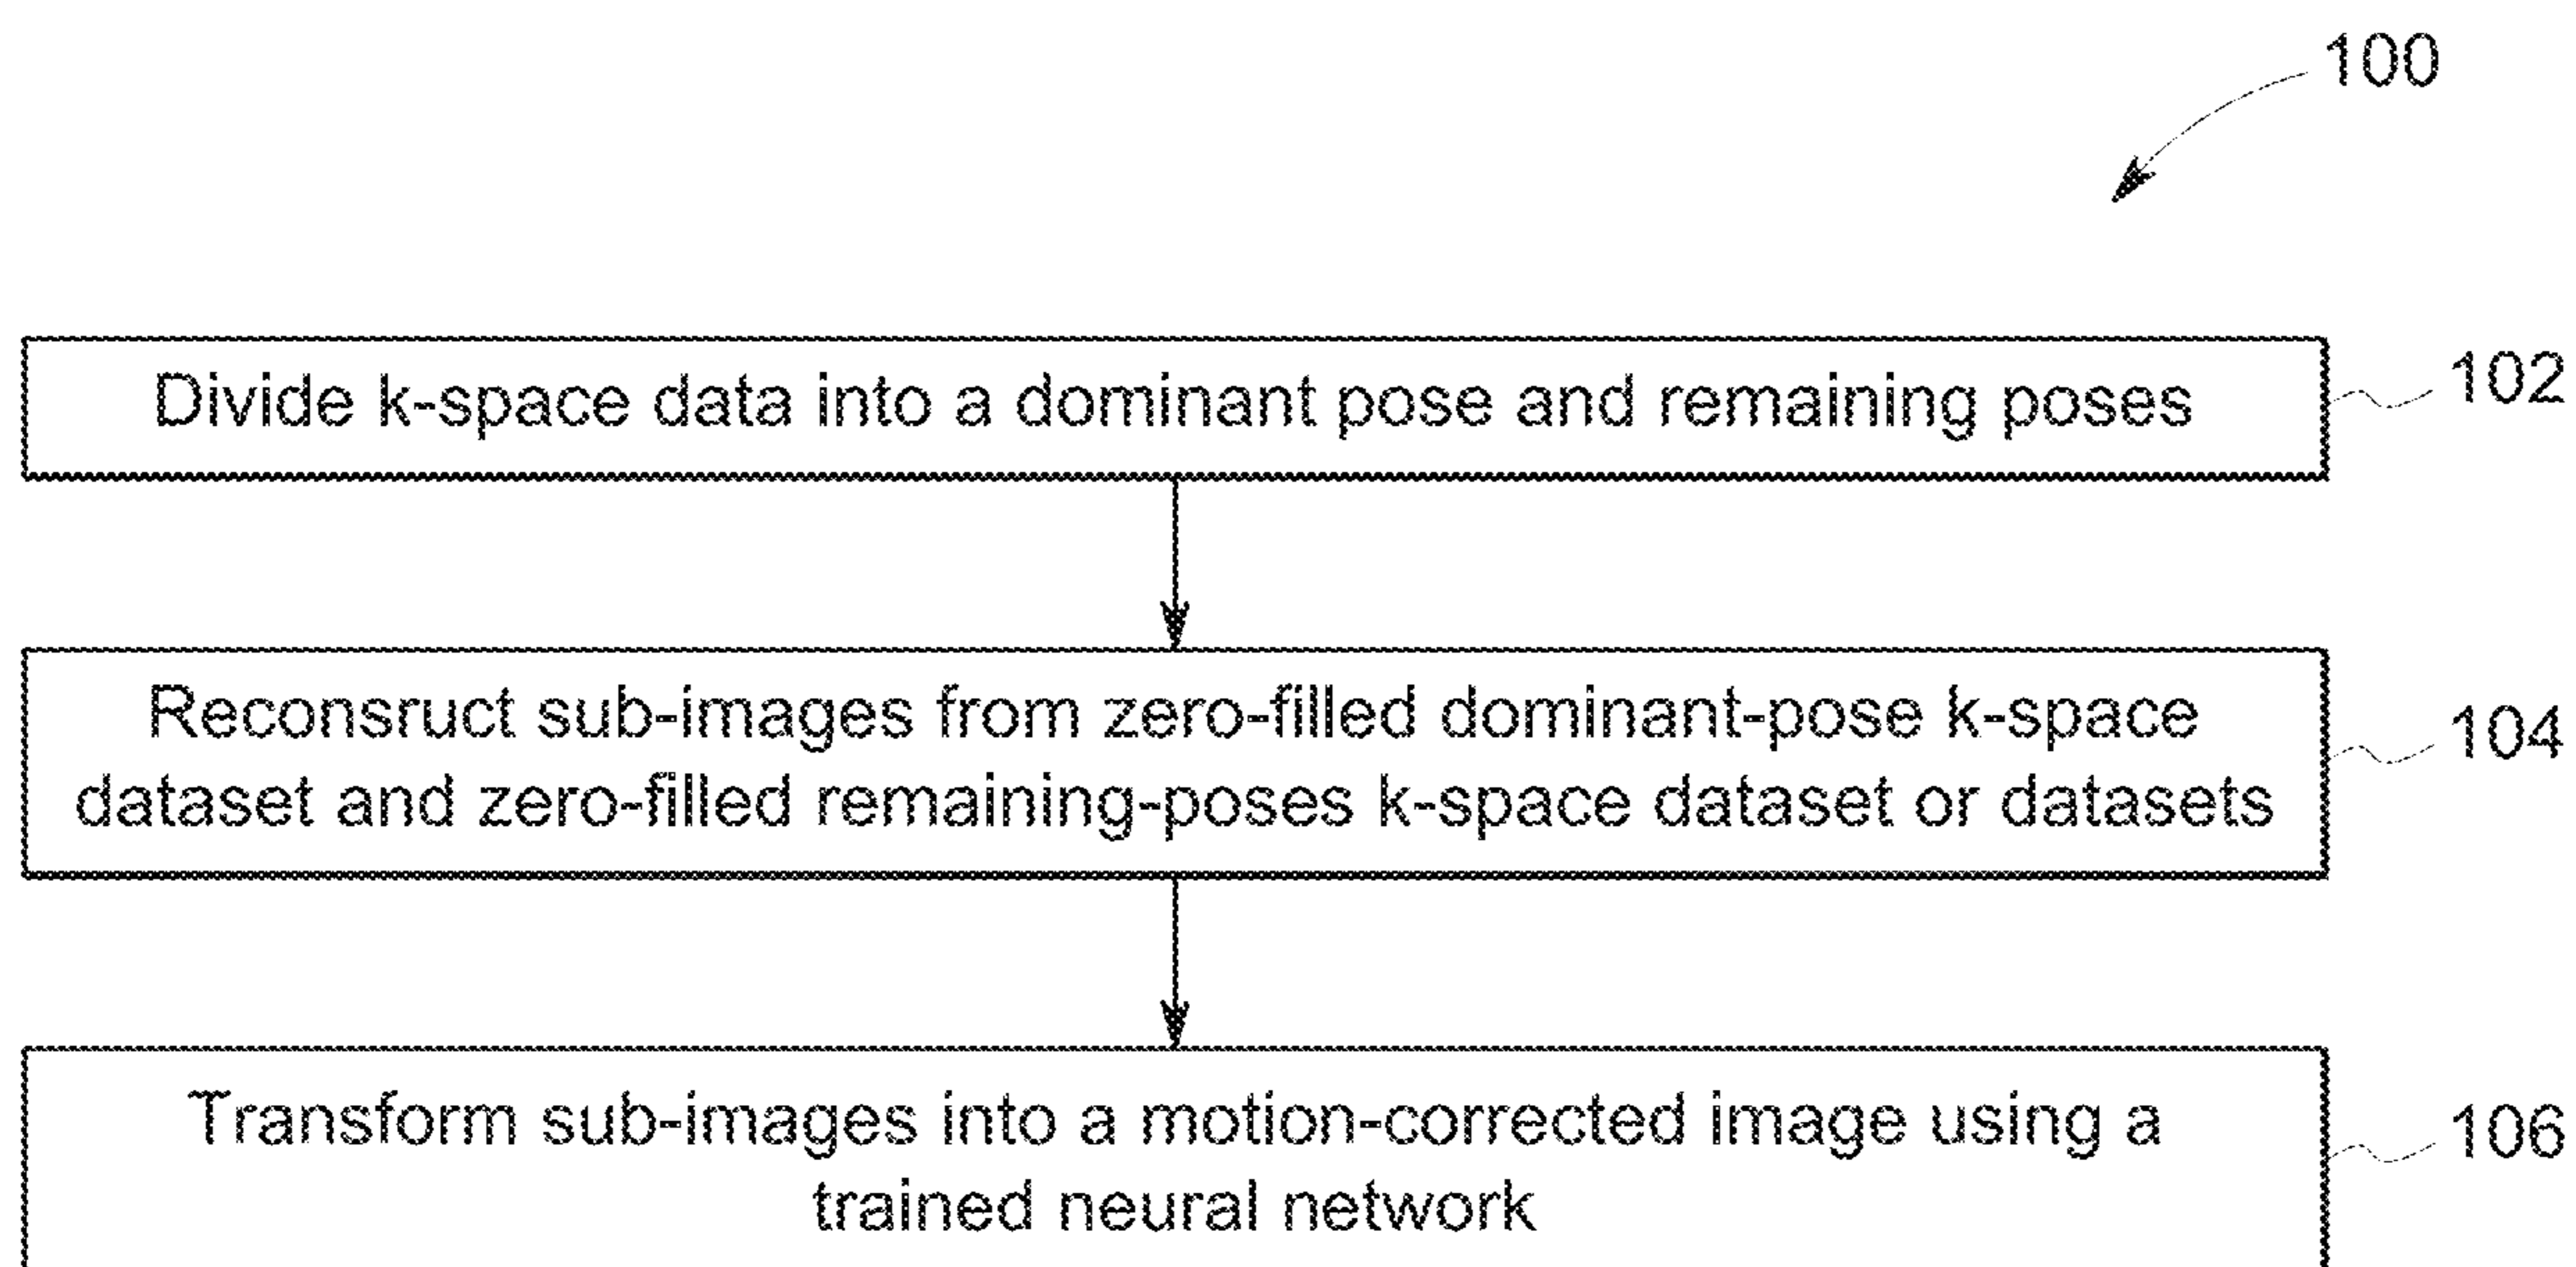 100
Divide k-space data into a dominant pose and remaining poses
102
Reconsruct sub-images from zero-filled dominant-pose k-space
dataset and zero-filled remaining-poses k-space dataset or datasets
104
Transform sub-images into a motion-corrected image using a
trained neural network
106